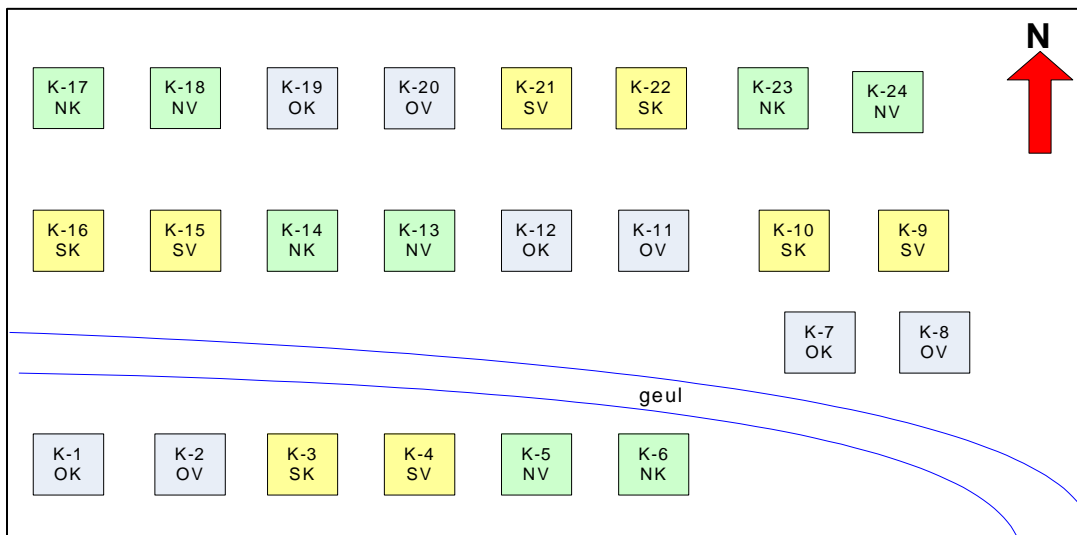 N
K-17
NK
K-18
NV
K-19
OK
K-20
OV
K-21
SV
K-22
SK
K-23
NK
K-24
NV
K-16
SK
K-15
SV
K-14
NK
K-13
NV
K-12
OK
K-11
OV
K-10
SK
K-9
SV
K-7
OK
K-8
OV
geul
K-1
OK
K-2
OV
K-3
SK
K-4
SV
K-5
NV
K-6
NK